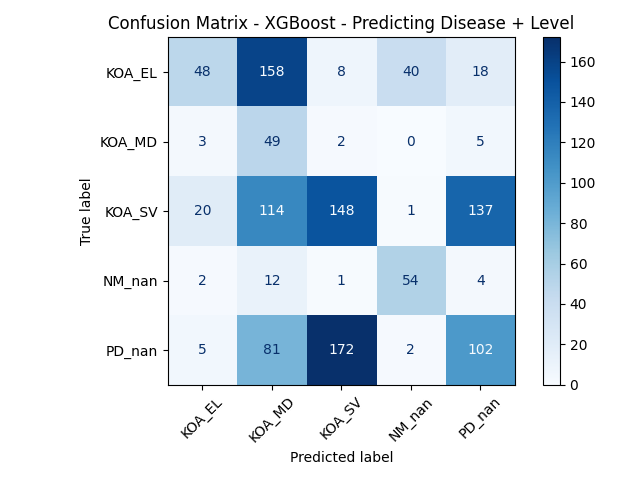 Confusion Matrix - XGBoost - Predicting Disease + Level
True label
KOA_EL 48 158 8 40 18
KOA_MD 3 49 2 0 5
KOA_SV 20 114 148 1 137
NM_nan 2 12 1 54 4
PD_nan 5 81 172 2 102
KOA_EL KOA_MD KOA_SV NM_nan PD_nan
Predicted label
160
140
120
100
80
60
40
20
0